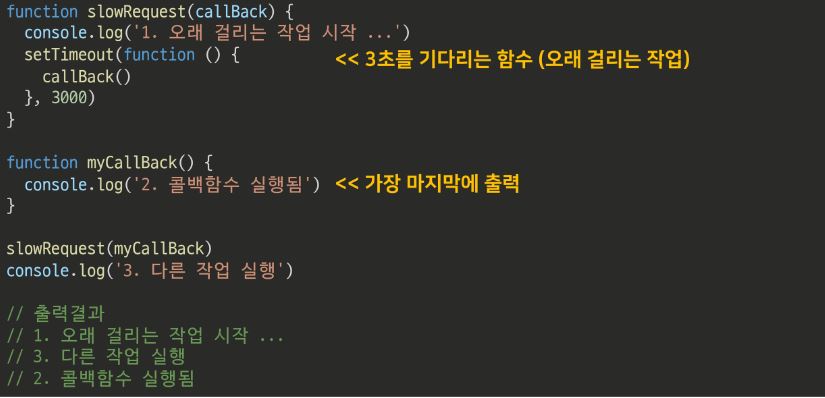 function slowRequest(callBack) {
  console.log('1. 오래 걸리는 작업 시작 ...')
  setTimeout(function () {    << 3초를 기다리는 함수 (오래 걸리는 작업)
    callBack()
  }, 3000)
}

function myCallBack() {
  console.log('2. 콜백함수 실행됨')    << 가장 마지막에 출력
}

slowRequest(myCallBack)
console.log('3. 다른 작업 실행')

// 출력결과
// 1. 오래 걸리는 작업 시작 ...
// 3. 다른 작업 실행
// 2. 콜백함수 실행됨